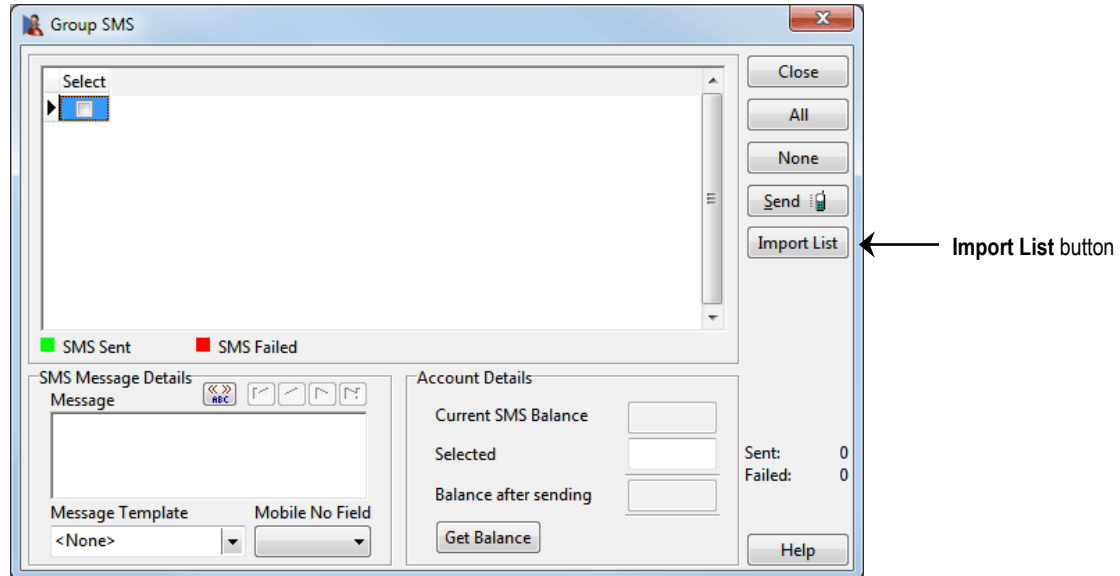 Group SMS
Select
Close
All
None
Send
Import List
Import List button
SMS Sent
SMS Failed
SMS Message Details
Message
« »
ABC
Message Template
Mobile No Field
<None>
Account Details
Current SMS Balance
Selected
Balance after sending
Get Balance
Sent: 0
Failed: 0
Help